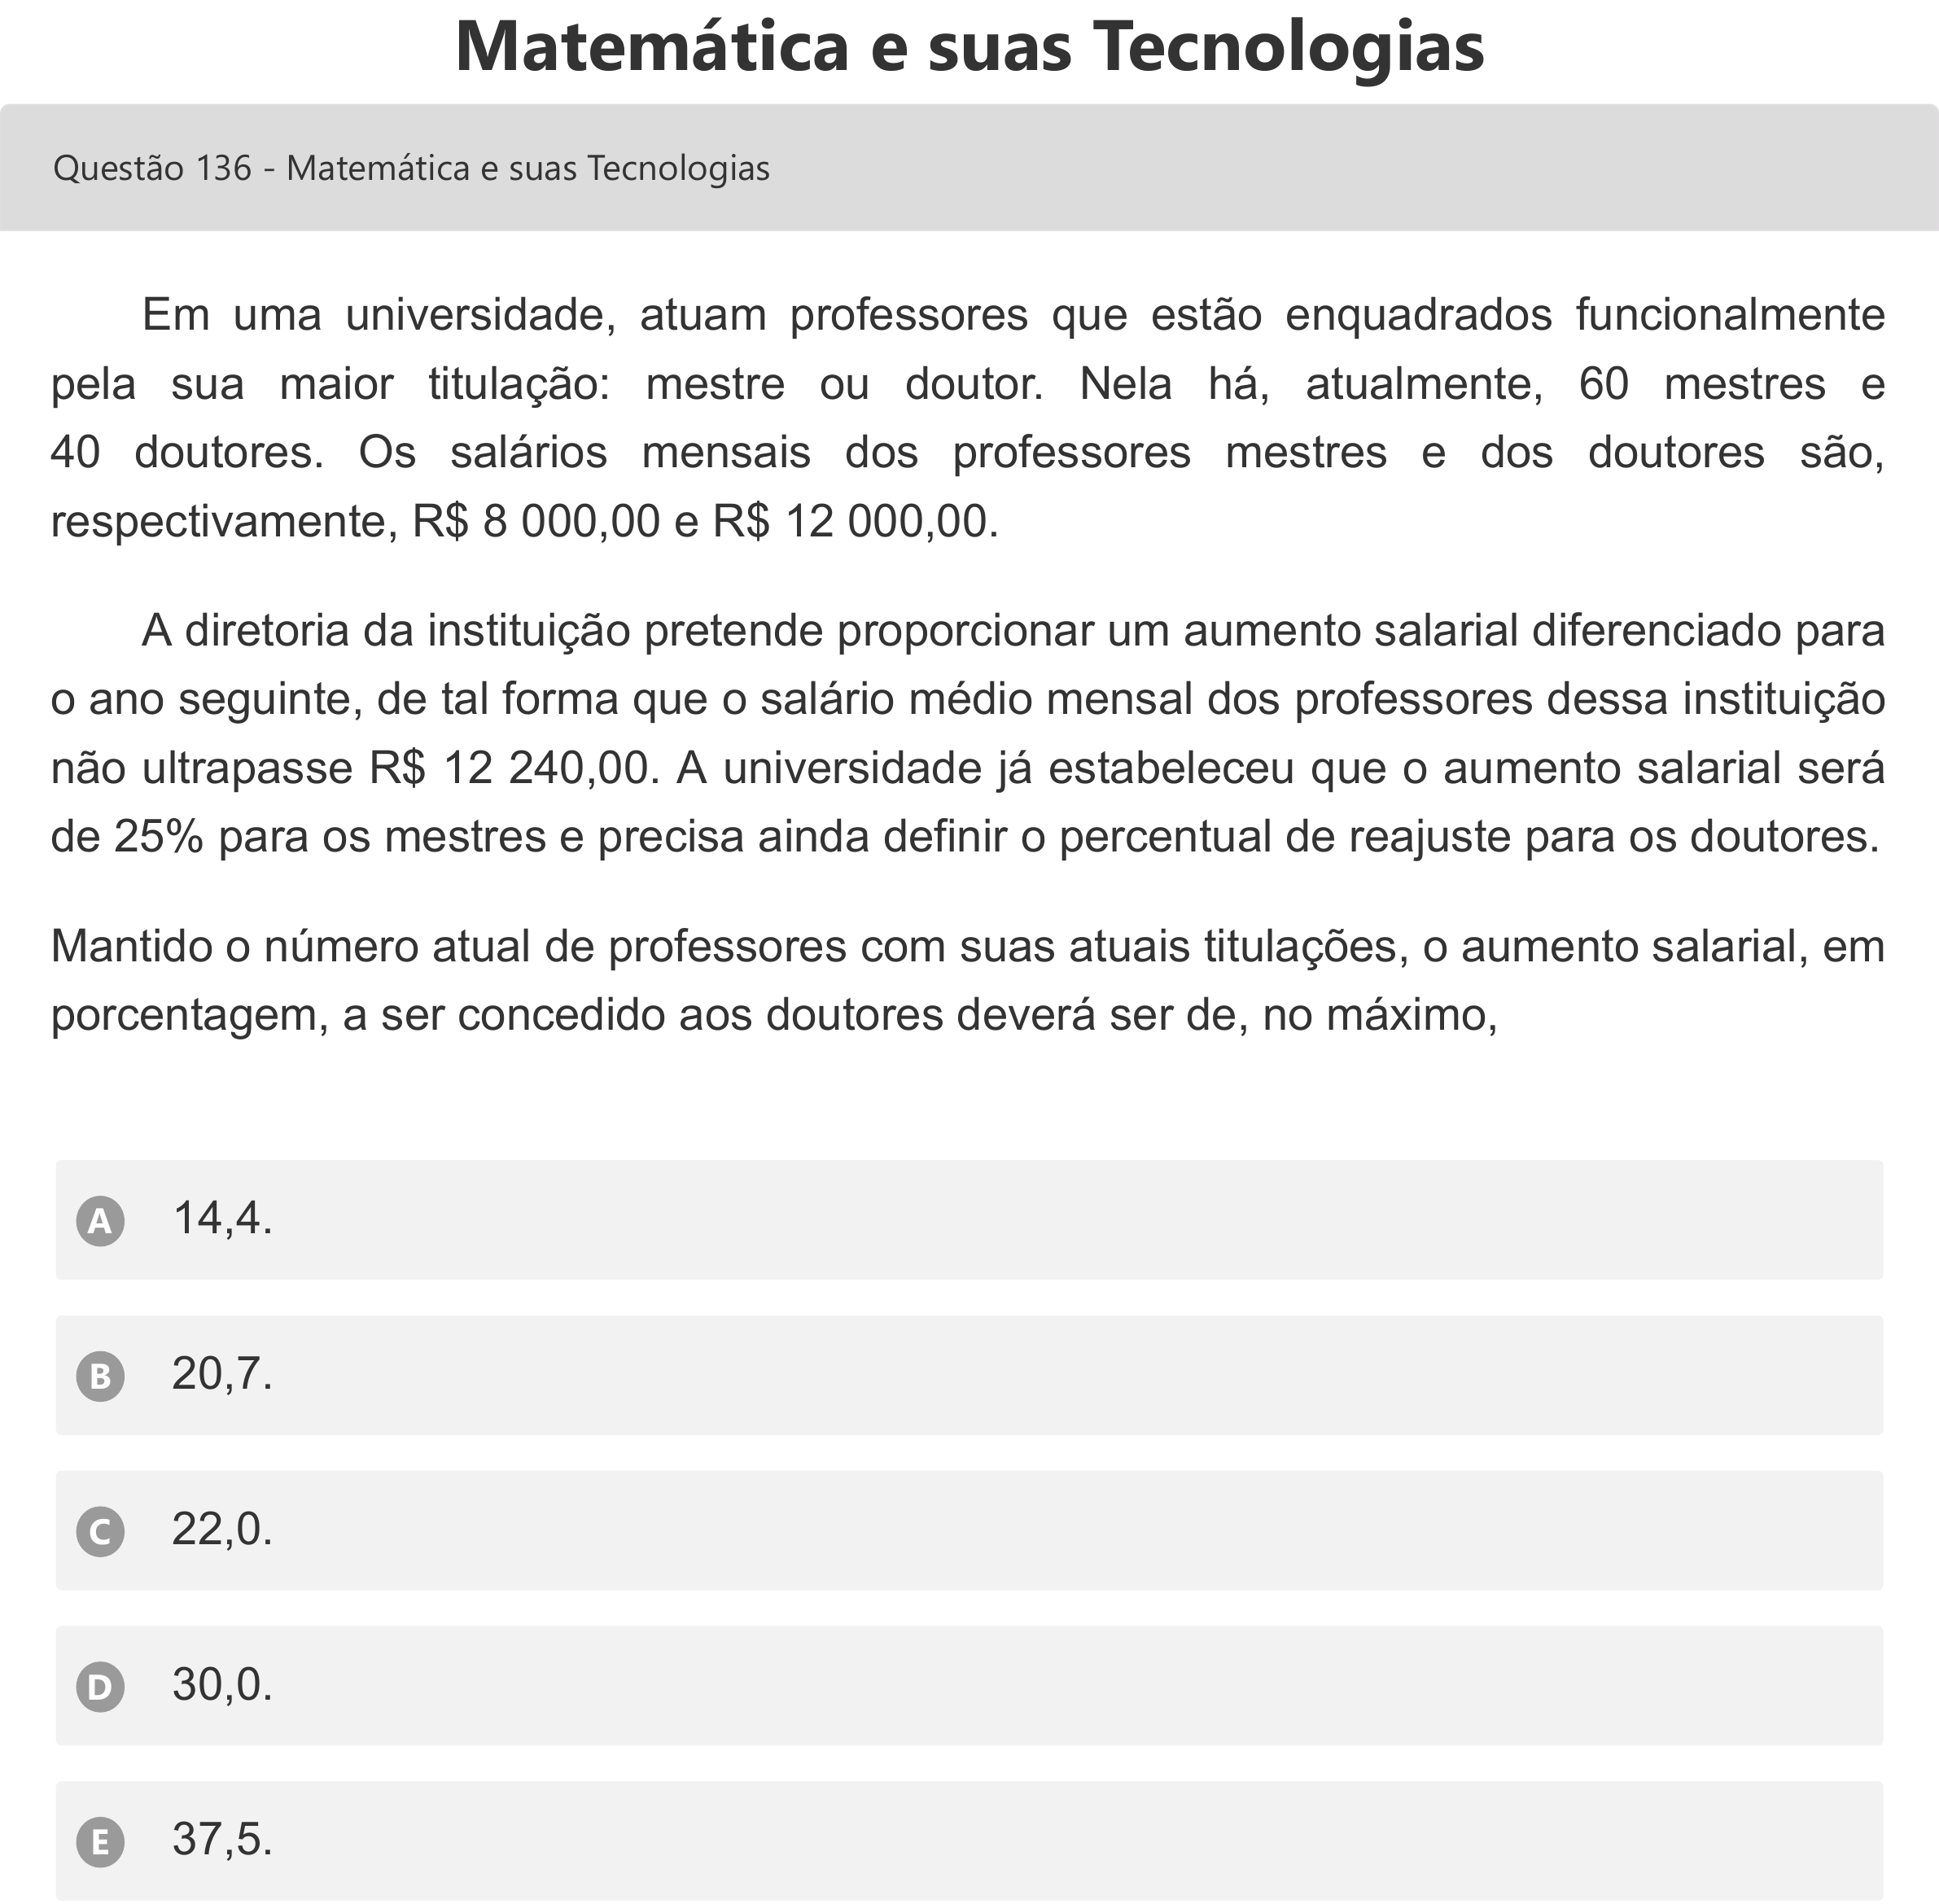 Matemática e suas Tecnologias
Questão 136 - Matemática e suas Tecnologias
Em uma universidade, atuam professores que estão enquadrados funcionalmente
pela sua maior titulação: mestre ou doutor. Nela há, atualmente, 60 mestres e
40 doutores. Os salários mensais dos professores mestres e dos doutores são,
respectivamente, R$ 8 000,00 e R$ 12 000,00.
A diretoria da instituição pretende proporcionar um aumento salarial diferenciado para
o ano seguinte, de tal forma que o salário médio mensal dos professores dessa instituição
não ultrapasse R$ 12 240,00. A universidade já estabeleceu que o aumento salarial será
de 25% para os mestres e precisa ainda definir o percentual de reajuste para os doutores.
Mantido o número atual de professores com suas atuais titulações, o aumento salarial, em
porcentagem, a ser concedido aos doutores deverá ser de, no máximo,
A 14,4.
B 20,7.
C 22,0.
D 30,0.
E 37,5.